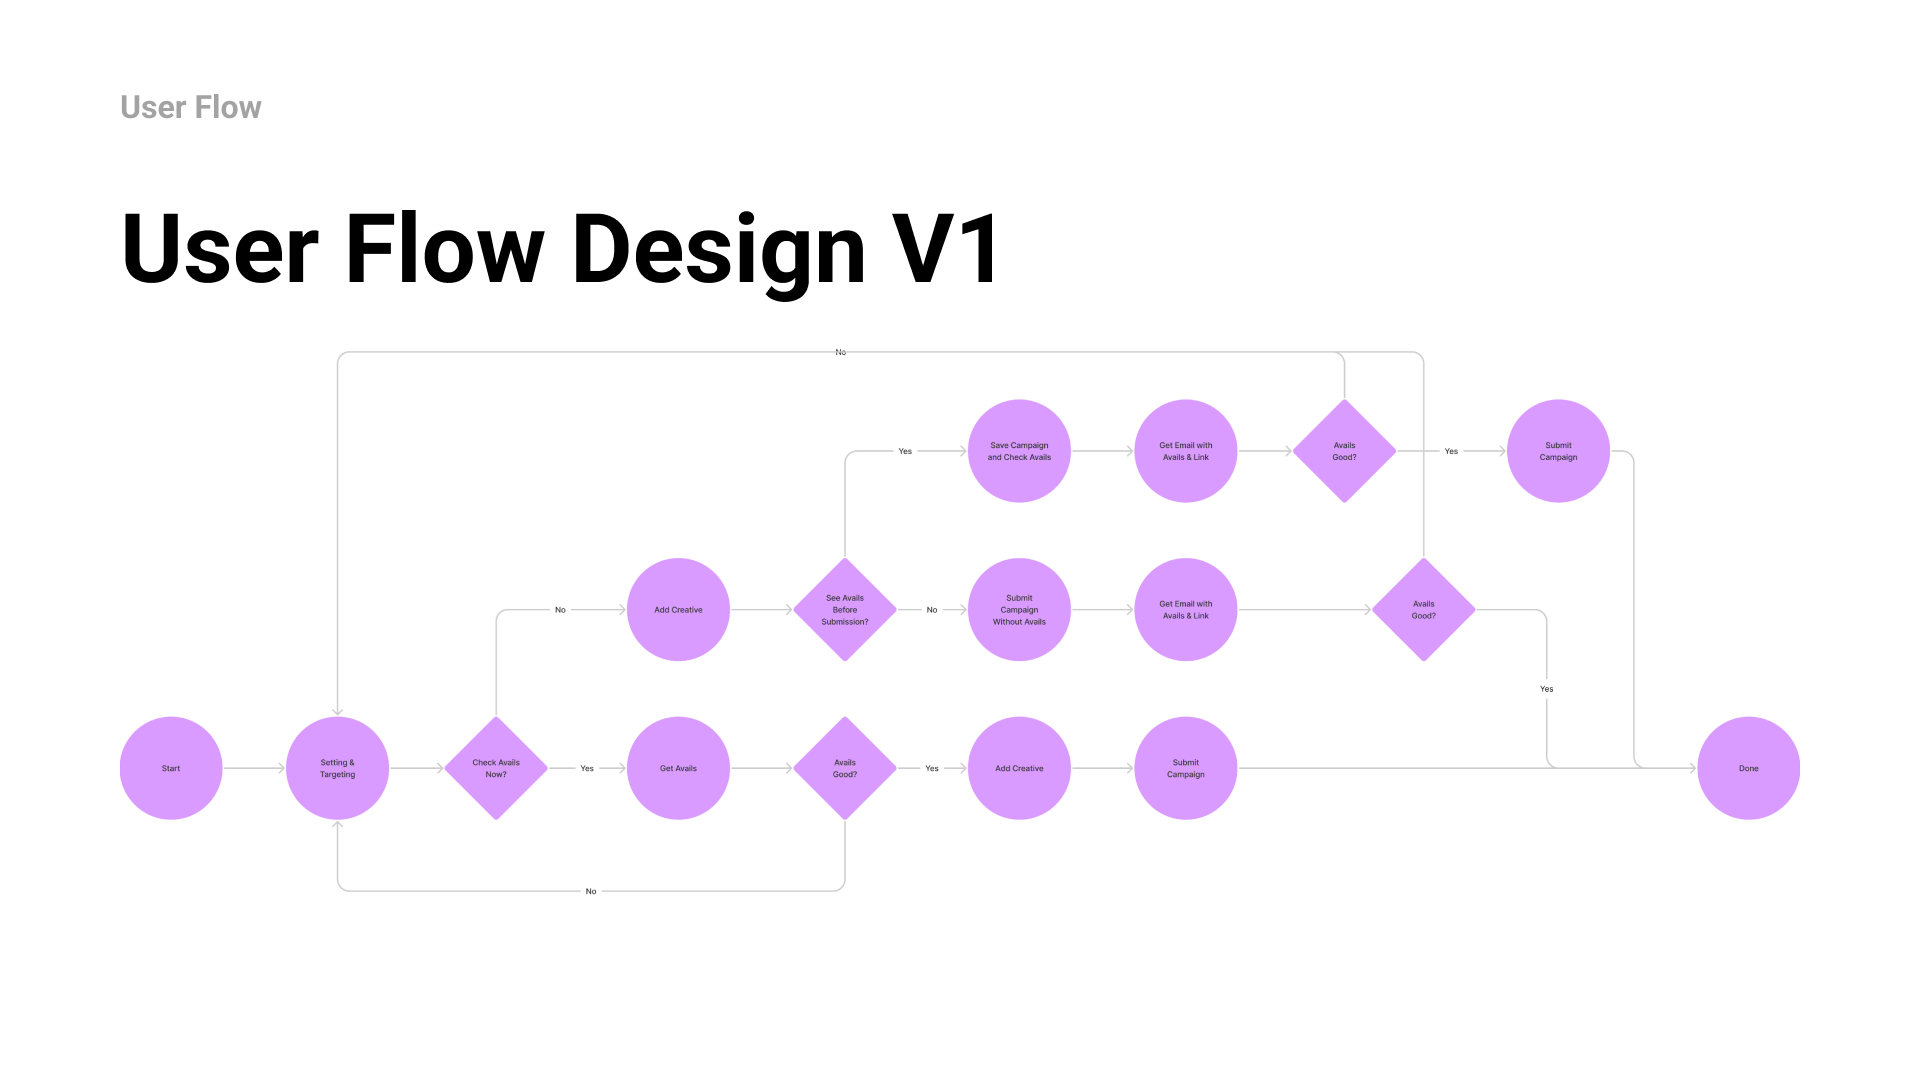 User Flow
User Flow Design V1
No
Save Campaign
and Check Avails
Get Email with
Avails & Link
Avails
Good?
Submit
Campaign
Yes
Yes
Add Creative
See Avails
Before
Submission?
Submit
Campaign
Without Avails
Get Email with
Avails & Link
Avails
Good?
No
No
Yes
Start
Setting &
Targeting
Check Avails
Now?
Yes
Get Avails
Avails
Good?
Yes
Add Creative
Submit
Campaign
Done
No